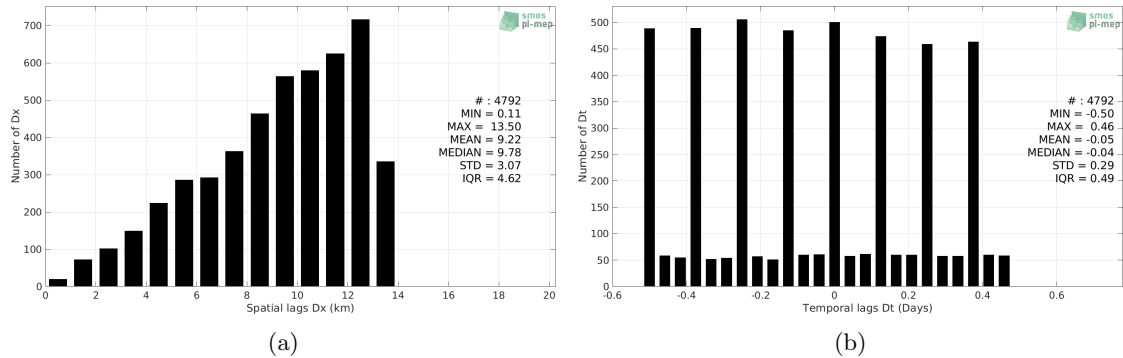 smos
pi-mep
700
600
500
400
300
200
100
0
Number of Dx
# : 4792
MIN = 0.11
MAX = 13.50
MEAN = 9.22
MEDIAN = 9.78
STD = 3.07
IQR = 4.62
0 2 4 6 8 10 12 14 16 18 20
Spatial lags Dx (km)
(a)
smos
pi-mep
500
450
400
350
300
250
200
150
100
50
0
Number of Dt
# : 4792
MIN = -0.50
MAX = 0.46
MEAN = -0.05
MEDIAN = -0.04
STD = 0.29
IQR = 0.49
-0.6 -0.4 -0.2 0 0.2 0.4 0.6
Temporal lags Dt (Days)
(b)